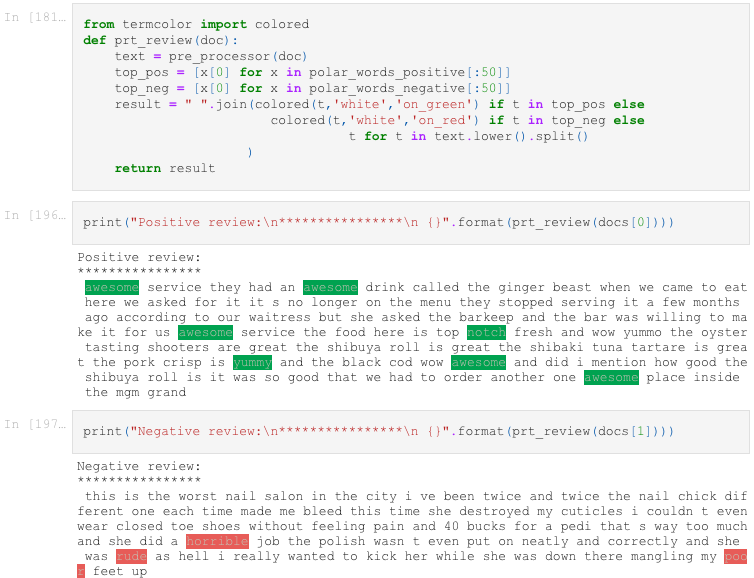 In [181…
from termcolor import colored
def prt_review(doc):
    text = pre_processor(doc)
    top_pos = [x[0] for x in polar_words_positive[:50]]
    top_neg = [x[0] for x in polar_words_negative[:50]]
    result = " ".join(colored(t,'white','on_green') if t in top_pos else
                        colored(t,'white','on_red') if t in top_neg else
                                  t for t in text.lower().split()
                     )
    return result
In [196…
print("Positive review:\n****************\n {}".format(prt_review(docs[0])))
Positive review:
****************
 awesome service they had an awesome drink called the ginger beast when we came to eat
 here we asked for it it s no longer on the menu they stopped serving it a few months
 ago according to our waitress but she asked the barkeep and the bar was willing to ma
ke it for us awesome service the food here is top notch fresh and wow yummo the oyster
 tasting shooters are great the shibuya roll is great the shibaki tuna tartare is grea
t the pork crisp is yummy and the black cod wow awesome and did i mention how good the
 shibuya roll is it was so good that we had to order another one awesome place inside
 the mgm grand
In [197…
print("Negative review:\n****************\n {}".format(prt_review(docs[1])))
Negative review:
****************
 this is the worst nail salon in the city i ve been twice and twice the nail chick dif
ferent one each time made me bleed this time she destroyed my cuticles i couldn t even
wear closed toe shoes without feeling pain and 40 bucks for a pedi that s way too much
and she did a horrible job the polish wasn t even put on neatly and correctly and she
 was rude as hell i really wanted to kick her while she was down there mangling my poo
r feet up